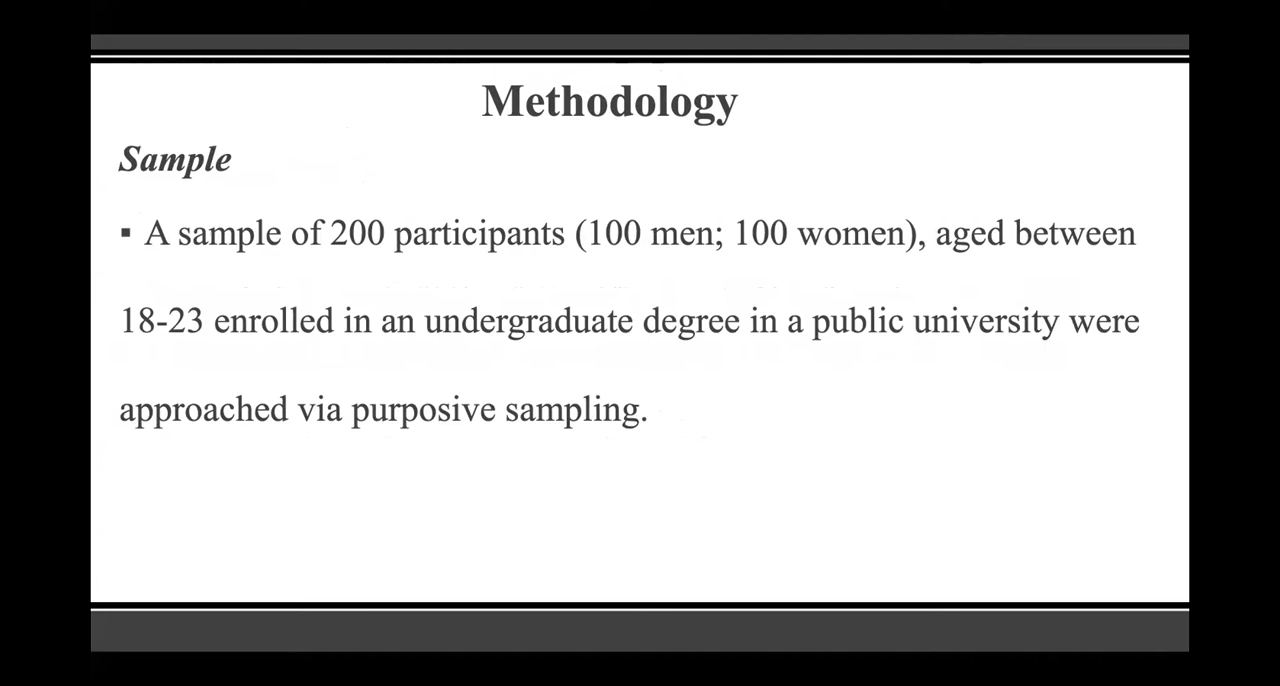 Methodology
Sample
▪ A sample of 200 participants (100 men; 100 women), aged between
18-23 enrolled in an undergraduate degree in a public university were
approached via purposive sampling.